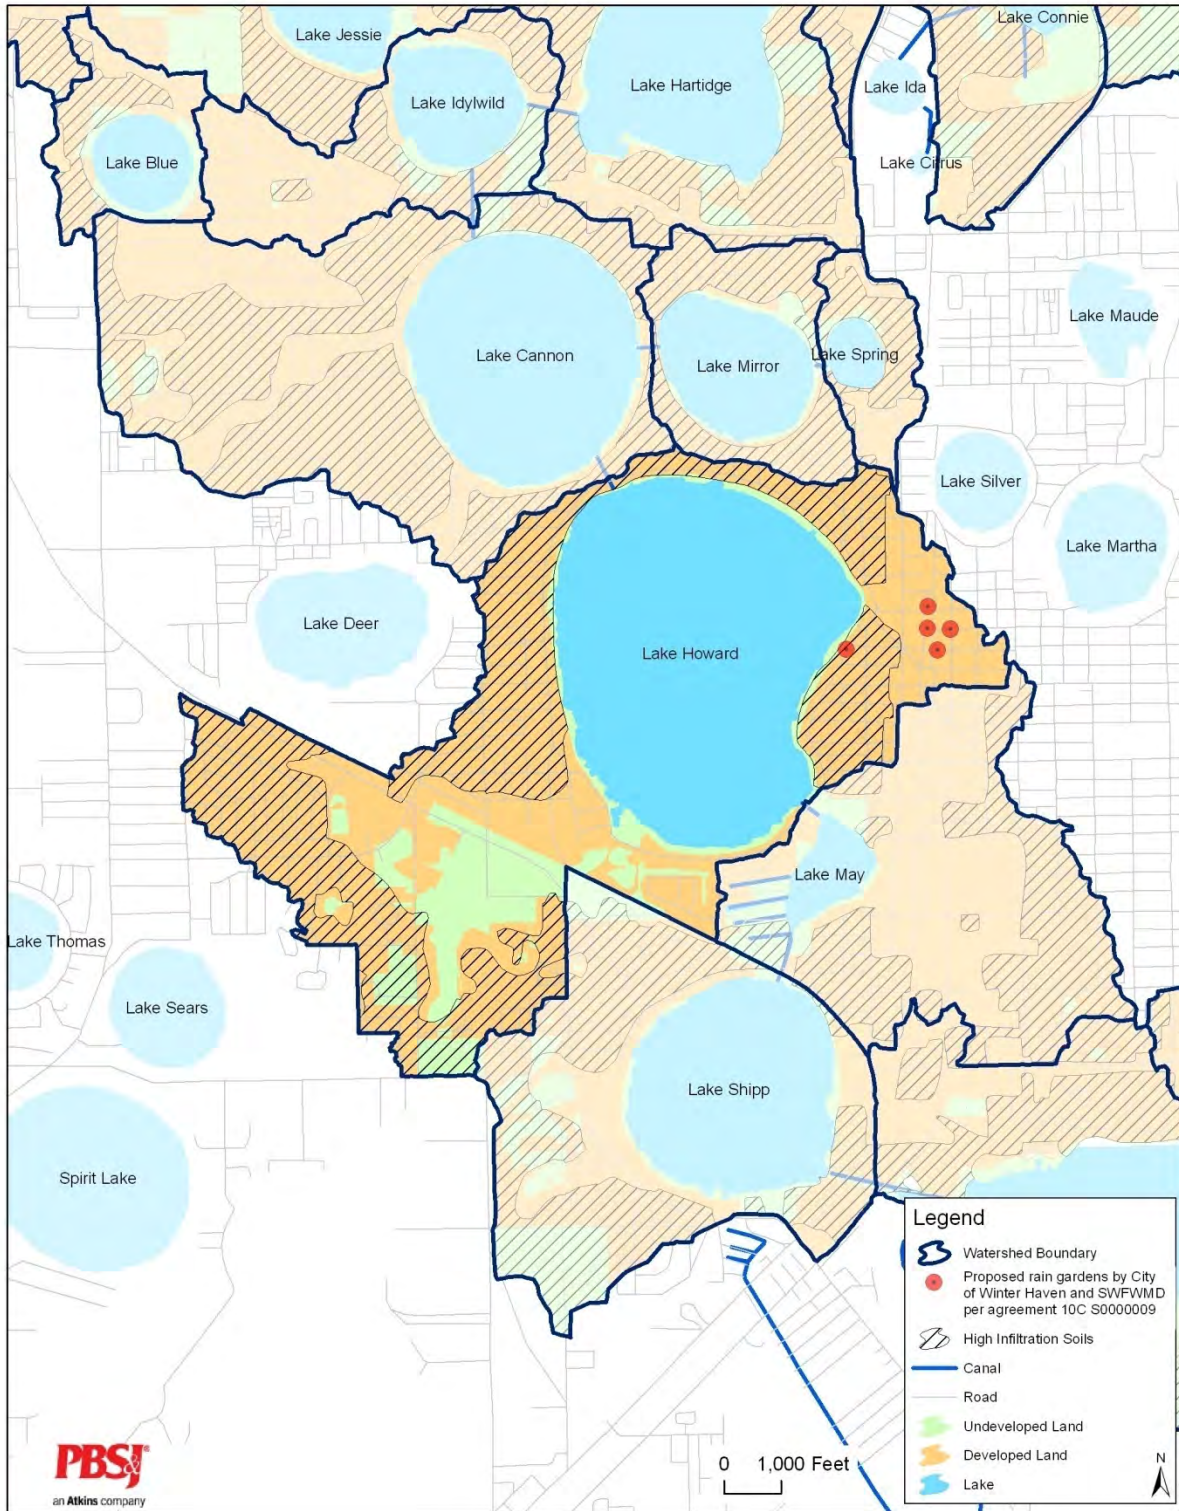 Lake Connie
Lake Jessie
Lake Hartidge
Lake Ida
Lake Idylwild
Lake Blue
Lake Citrus
Lake Maude
Lake Cannon
Lake Mirror
Lake Spring
Lake Silver
Lake Martha
Lake Deer
Lake Howard
Lake May
Lake Thomas
Lake Sears
Lake Shipp
Spirit Lake
Legend
Watershed Boundary
Proposed rain gardens by City
of Winter Haven and SWFWMD
per agreement 10C S0000009
High Infiltration Soils
Canal
Road
Undeveloped Land
Developed Land
Lake
N
0 1,000 Feet
PBS&J
an Atkins company